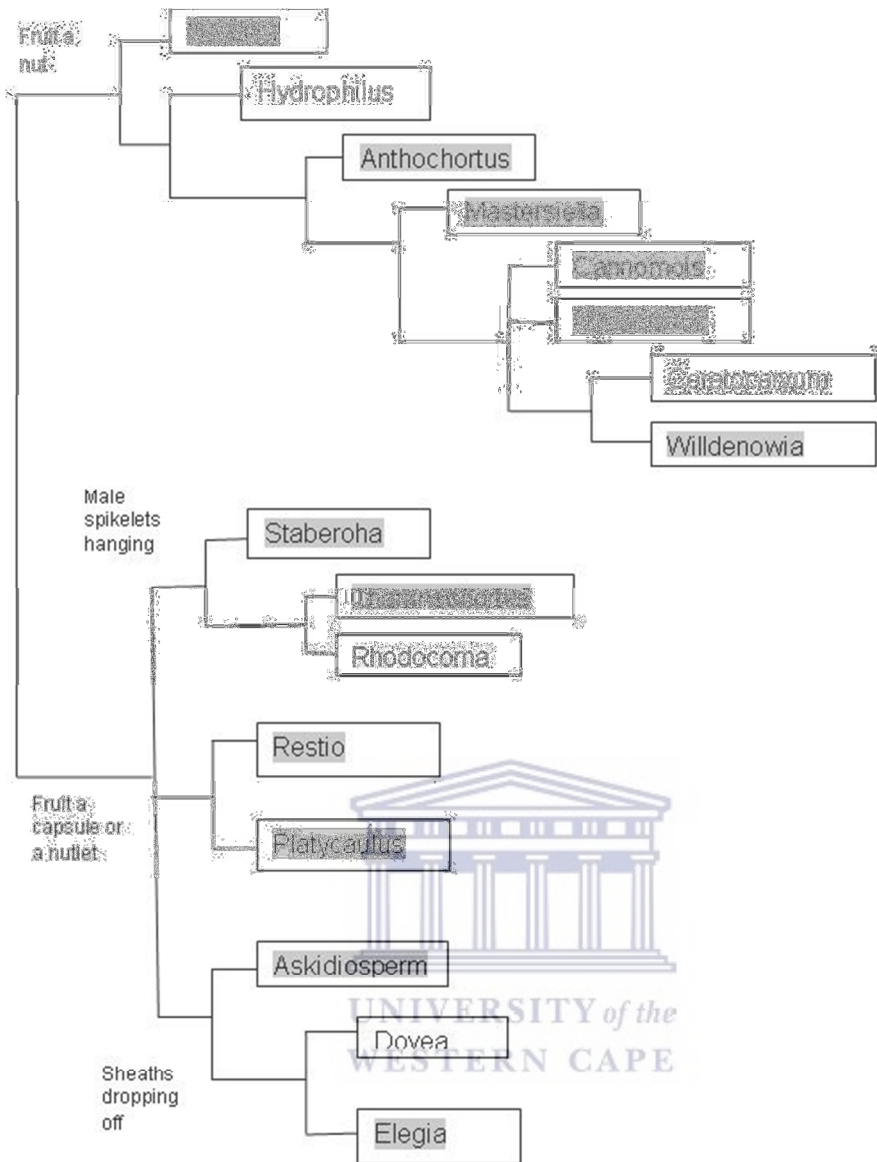 Fruit a
nut
Hydrophilus
Anthochortus
Mastersiella
Cannomois
Willdenowia
Male
spikelets
hanging
Staberoha
Rhodocoma
Restio
Fruit a
capsule or
a nutlet
Platycaulus
Askidiosperm
UNIVERSITY of the
Dovea
WESTERN CAPE
Sheaths
dropping
off
Elegia